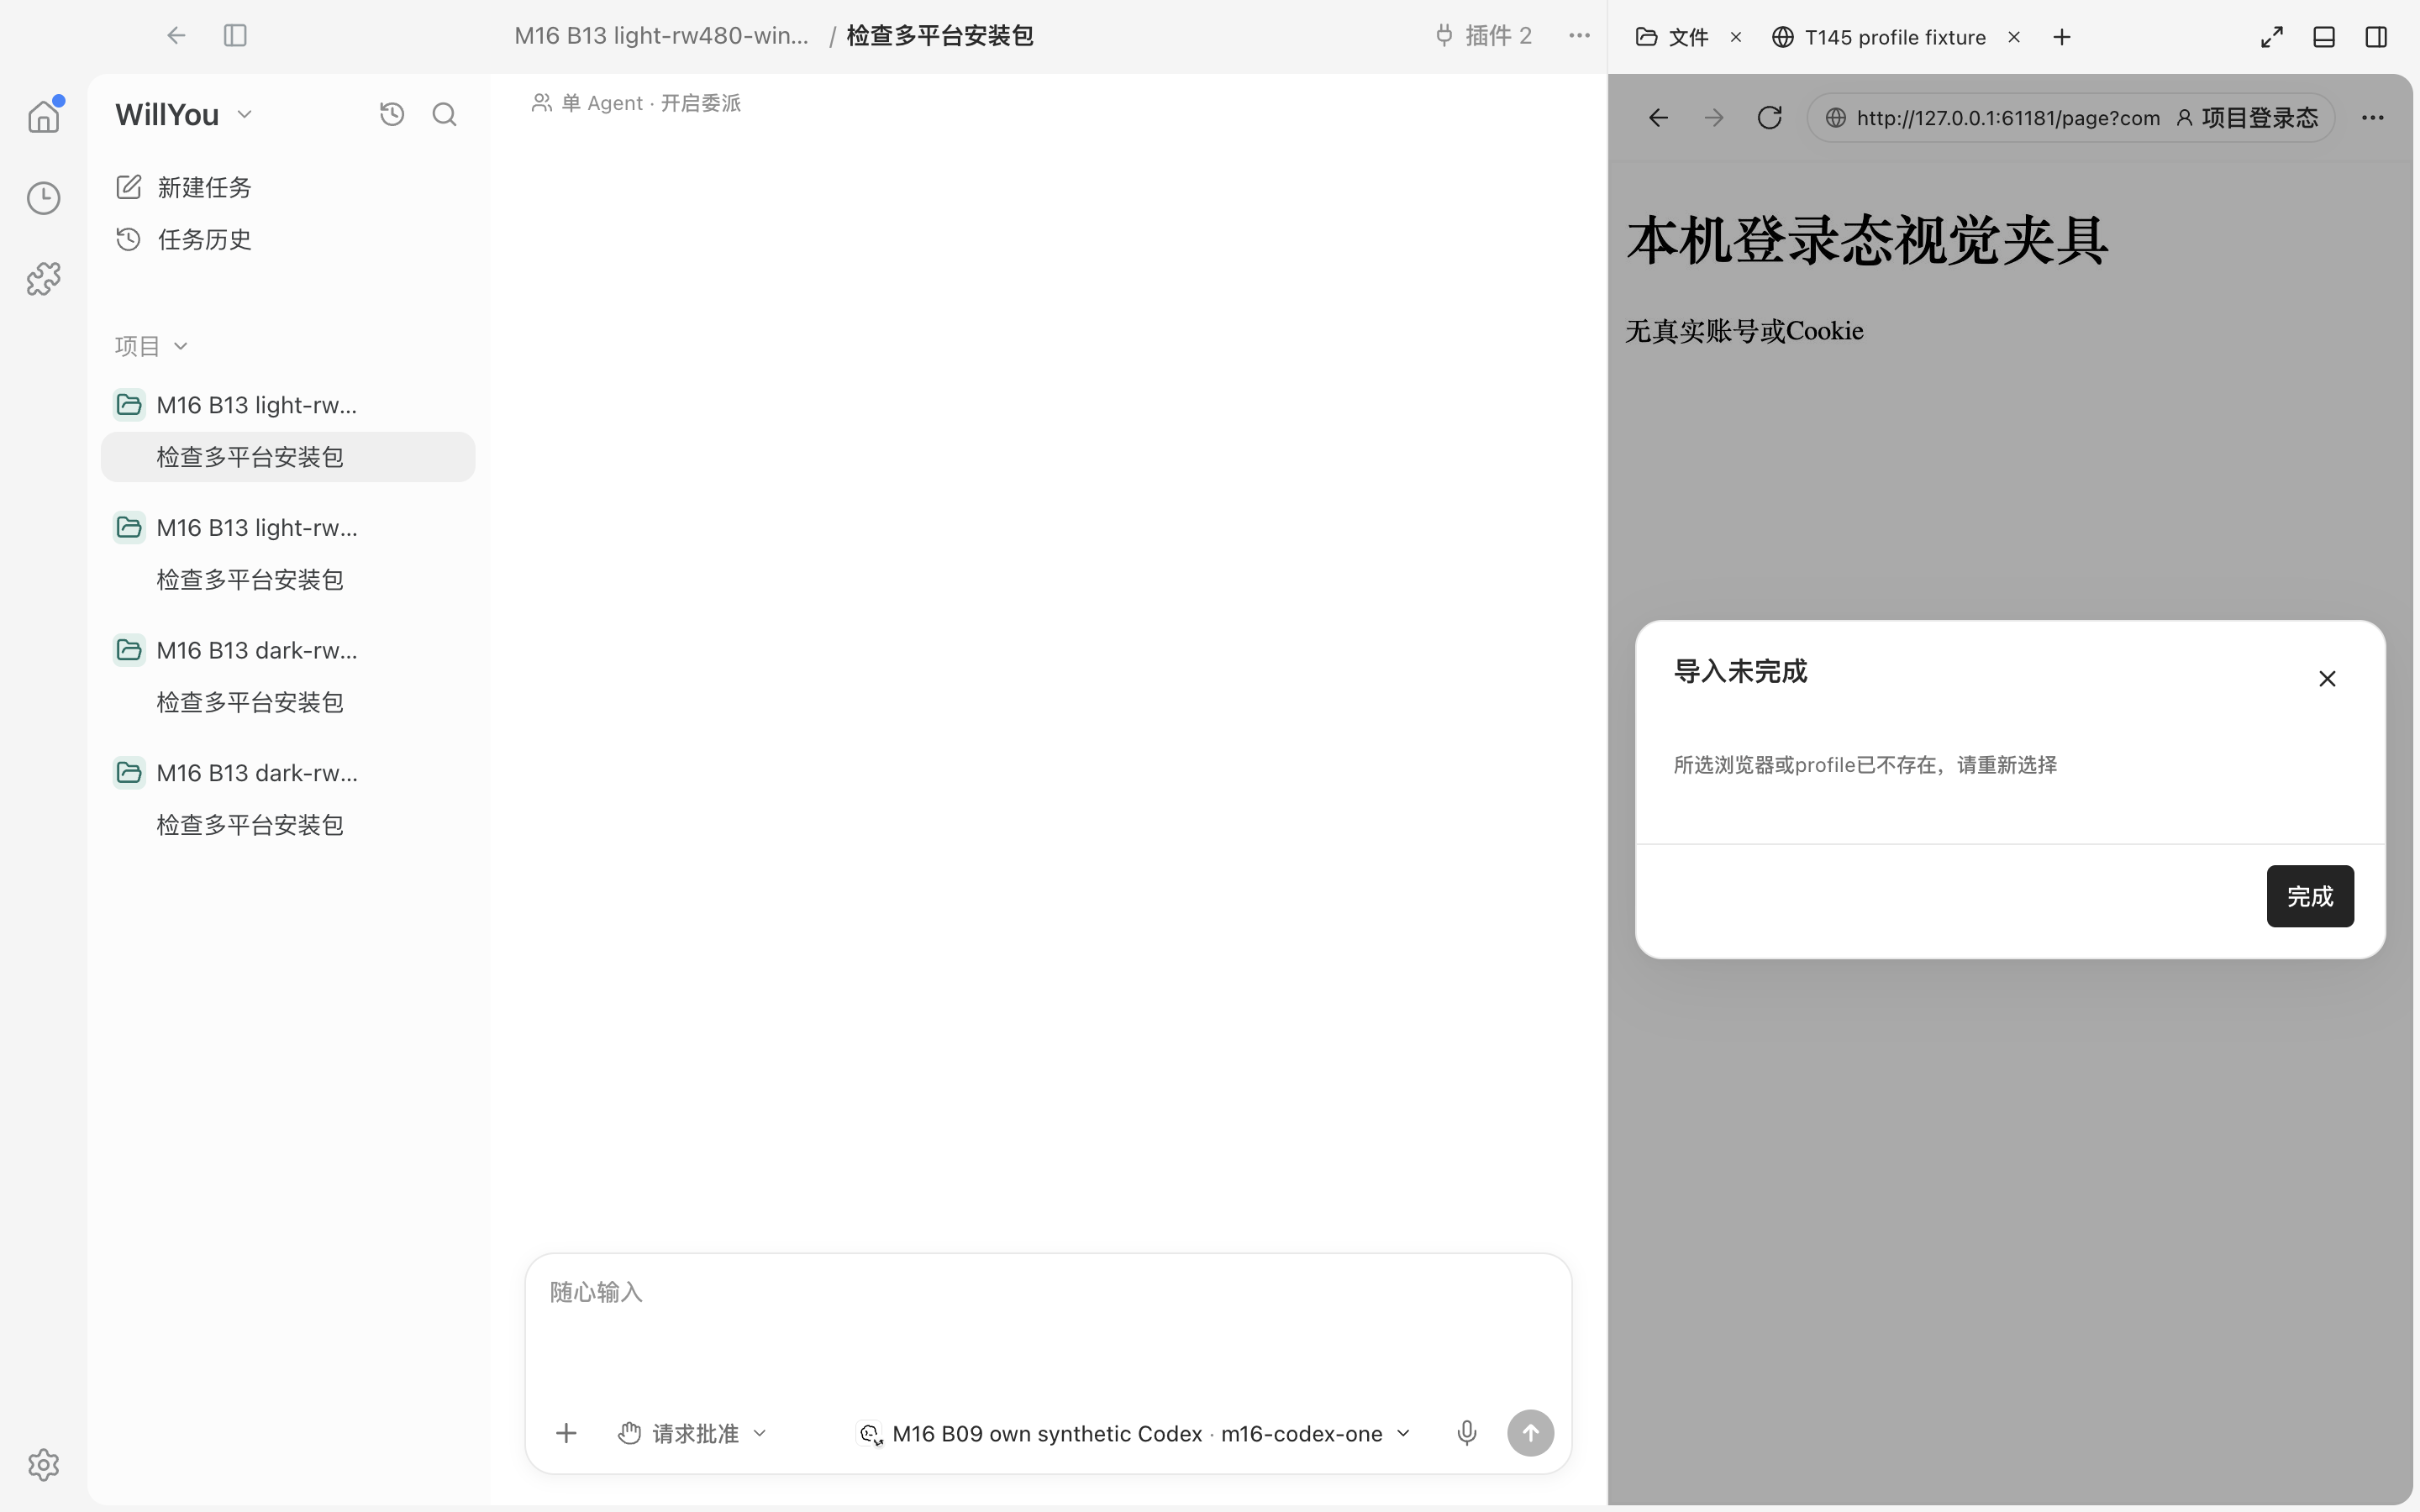 M16 B13 light-rw480-win... / 检查多平台安装包
插件 2
文件
T145 profile fixture
WillYou
新建任务
任务历史
项目
M16 B13 light-rw...
检查多平台安装包
M16 B13 light-rw...
检查多平台安装包
M16 B13 dark-rw...
检查多平台安装包
M16 B13 dark-rw...
检查多平台安装包
单 Agent · 开启委派
随心输入
请求批准
M16 B09 own synthetic Codex · m16-codex-one
http://127.0.0.1:61181/page?com
项目登录态
本机登录态视觉夹具
无真实账号或Cookie
导入未完成
所选浏览器或profile已不存在，请重新选择
完成